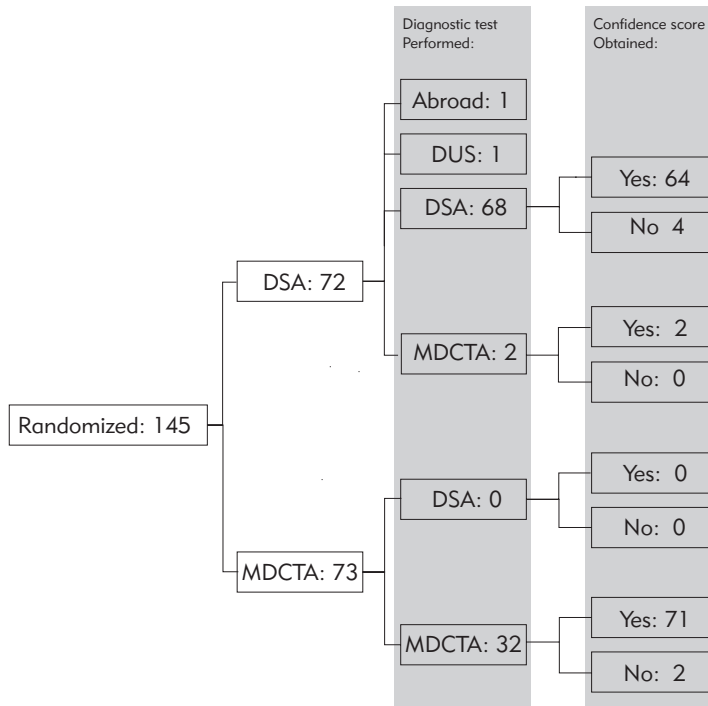 Diagnostic test
Performed:
Confidence score
Obtained:
Abroad: 1
DUS: 1
DSA: 68
Yes: 64
No 4
DSA: 72
MDCTA: 2
Yes: 2
No: 0
Randomized: 145
DSA: 0
Yes: 0
No: 0
MDCTA: 73
MDCTA: 32
Yes: 71
No: 2